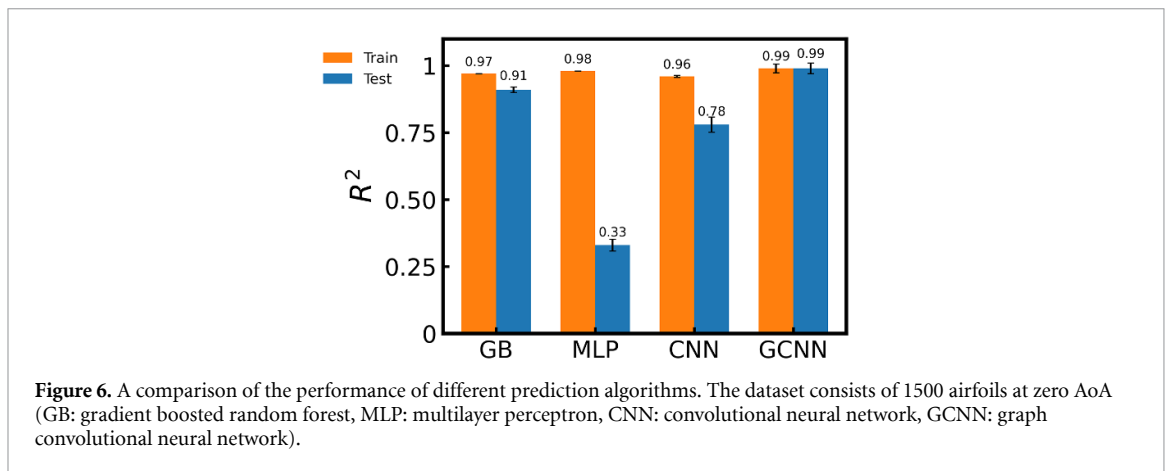 Train
Test
0.97
0.91
0.98
0.33
0.96
0.78
0.99
0.99
1
0.75
0.50
0.25
0
R²
GB MLP CNN GCNN
Figure 6. A comparison of the performance of different prediction algorithms. The dataset consists of 1500 airfoils at zero AoA
(GB: gradient boosted random forest, MLP: multilayer perceptron, CNN: convolutional neural network, GCNN: graph
convolutional neural network).